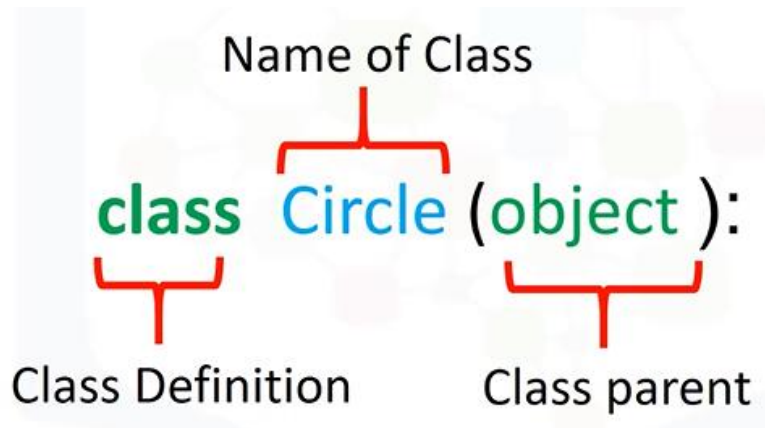 Name of Class
class Circle (object ):
Class Definition
Class parent